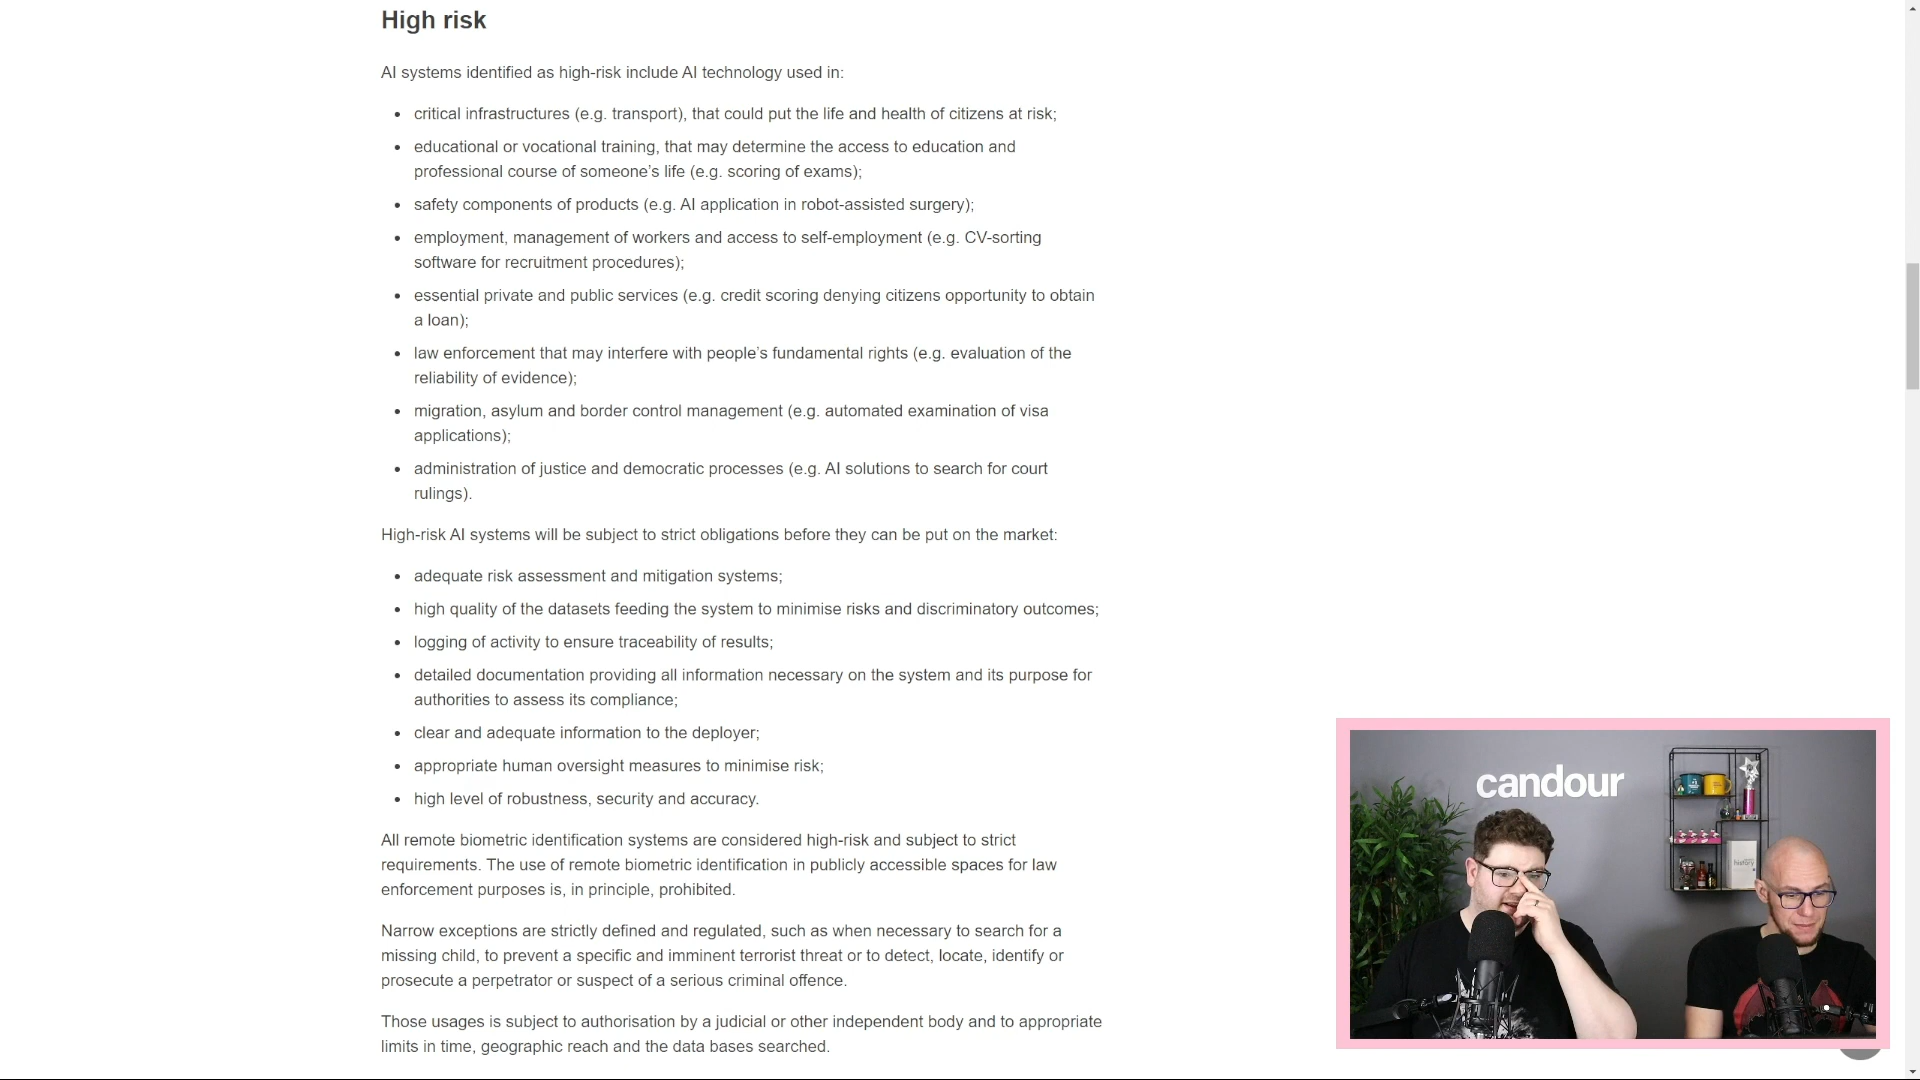 High risk
AI systems identified as high-risk include AI technology used in:
critical infrastructures (e.g. transport), that could put the life and health of citizens at risk;
educational or vocational training, that may determine the access to education and
professional course of someone’s life (e.g. scoring of exams);
safety components of products (e.g. AI application in robot-assisted surgery);
employment, management of workers and access to self-employment (e.g. CV-sorting
software for recruitment procedures);
essential private and public services (e.g. credit scoring denying citizens opportunity to obtain
a loan);
law enforcement that may interfere with people’s fundamental rights (e.g. evaluation of the
reliability of evidence);
migration, asylum and border control management (e.g. automated examination of visa
applications);
administration of justice and democratic processes (e.g. AI solutions to search for court
rulings).
High-risk AI systems will be subject to strict obligations before they can be put on the market:
adequate risk assessment and mitigation systems;
high quality of the datasets feeding the system to minimise risks and discriminatory outcomes;
logging of activity to ensure traceability of results;
detailed documentation providing all information necessary on the system and its purpose for
authorities to assess its compliance;
clear and adequate information to the deployer;
appropriate human oversight measures to minimise risk;
high level of robustness, security and accuracy.
All remote biometric identification systems are considered high-risk and subject to strict
requirements. The use of remote biometric identification in publicly accessible spaces for law
enforcement purposes is, in principle, prohibited.
Narrow exceptions are strictly defined and regulated, such as when necessary to search for a
missing child, to prevent a specific and imminent terrorist threat or to detect, locate, identify or
prosecute a perpetrator or suspect of a serious criminal offence.
Those usages is subject to authorisation by a judicial or other independent body and to appropriate
limits in time, geographic reach and the data bases searched.
candour
history